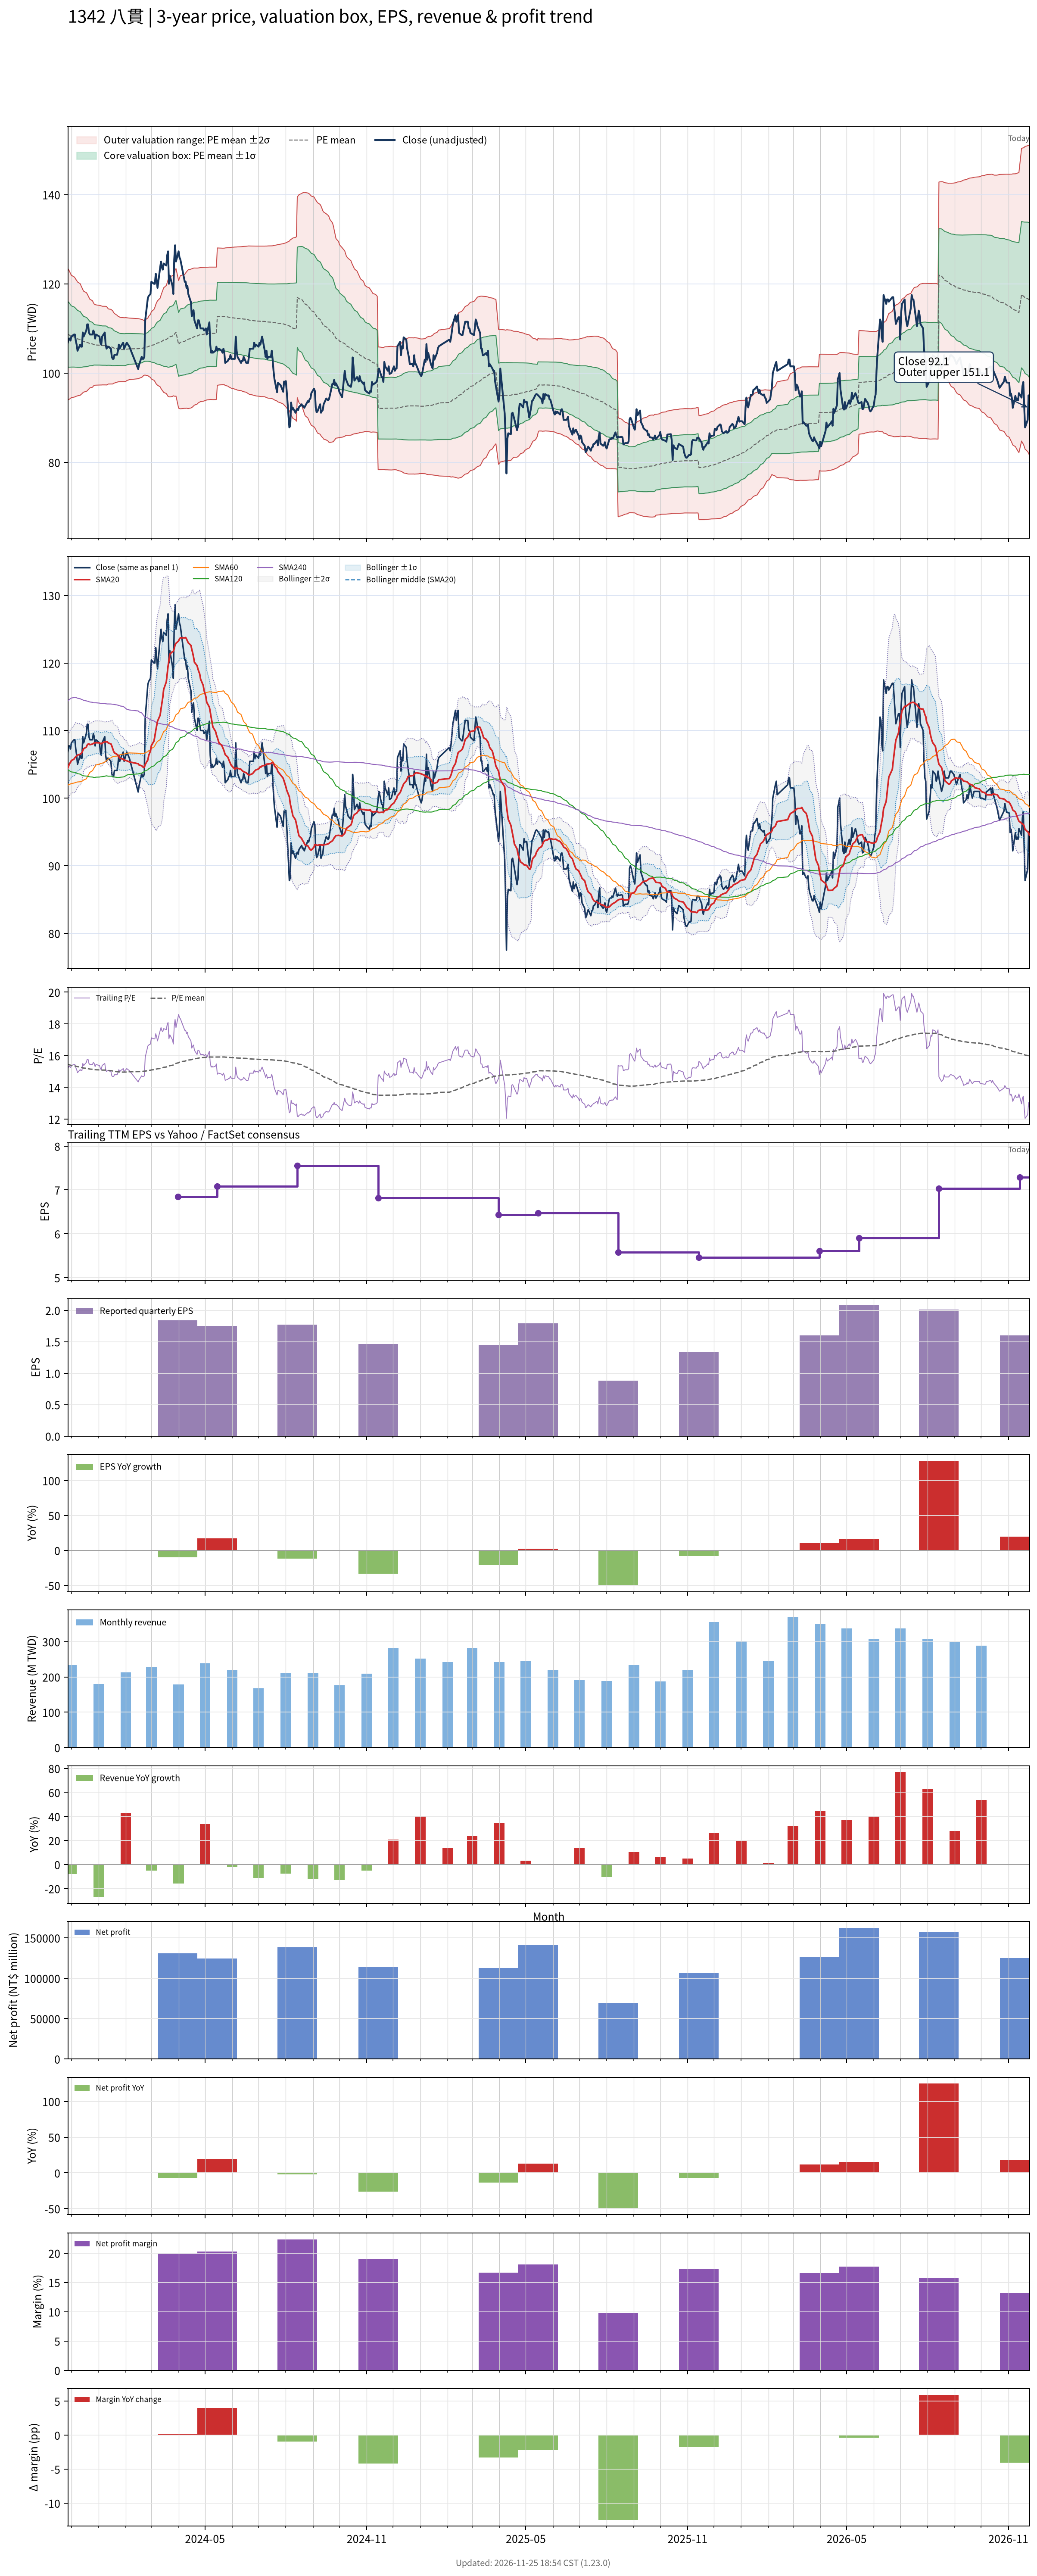 1342 八貫 | 3-year price, valuation box, EPS, revenue & profit trend
Outer valuation range: PE mean ±2σ
Core valuation box: PE mean ±1σ
PE mean
Close (unadjusted)
Today
140
120
100
80
Price (TWD)
Close 92.1
Outer upper 151.1
Close (same as panel 1)
SMA20
SMA60
SMA120
SMA240
Bollinger ±2σ
Bollinger ±1σ
Bollinger middle (SMA20)
130
120
110
100
90
80
Price
Trailing P/E
P/E mean
20
18
16
14
12
P/E
Trailing TTM EPS vs Yahoo / FactSet consensus
Today
8
7
6
5
EPS
Reported quarterly EPS
2.0
1.5
1.0
0.5
0.0
EPS
EPS YoY growth
100
50
0
-50
YoY (%)
Monthly revenue
300
200
100
0
Revenue (M TWD)
Revenue YoY growth
80
60
40
20
0
-20
YoY (%)
Month
Net profit
150000
100000
50000
0
Net profit (NT$ million)
Net profit YoY
100
50
0
-50
YoY (%)
Net profit margin
20
15
10
5
0
Margin (%)
Margin YoY change
5
0
-5
-10
Δ margin (pp)
2024-05
2024-11
2025-05
2025-11
2026-05
2026-11
Updated: 2026-11-25 18:54 CST (1.23.0)